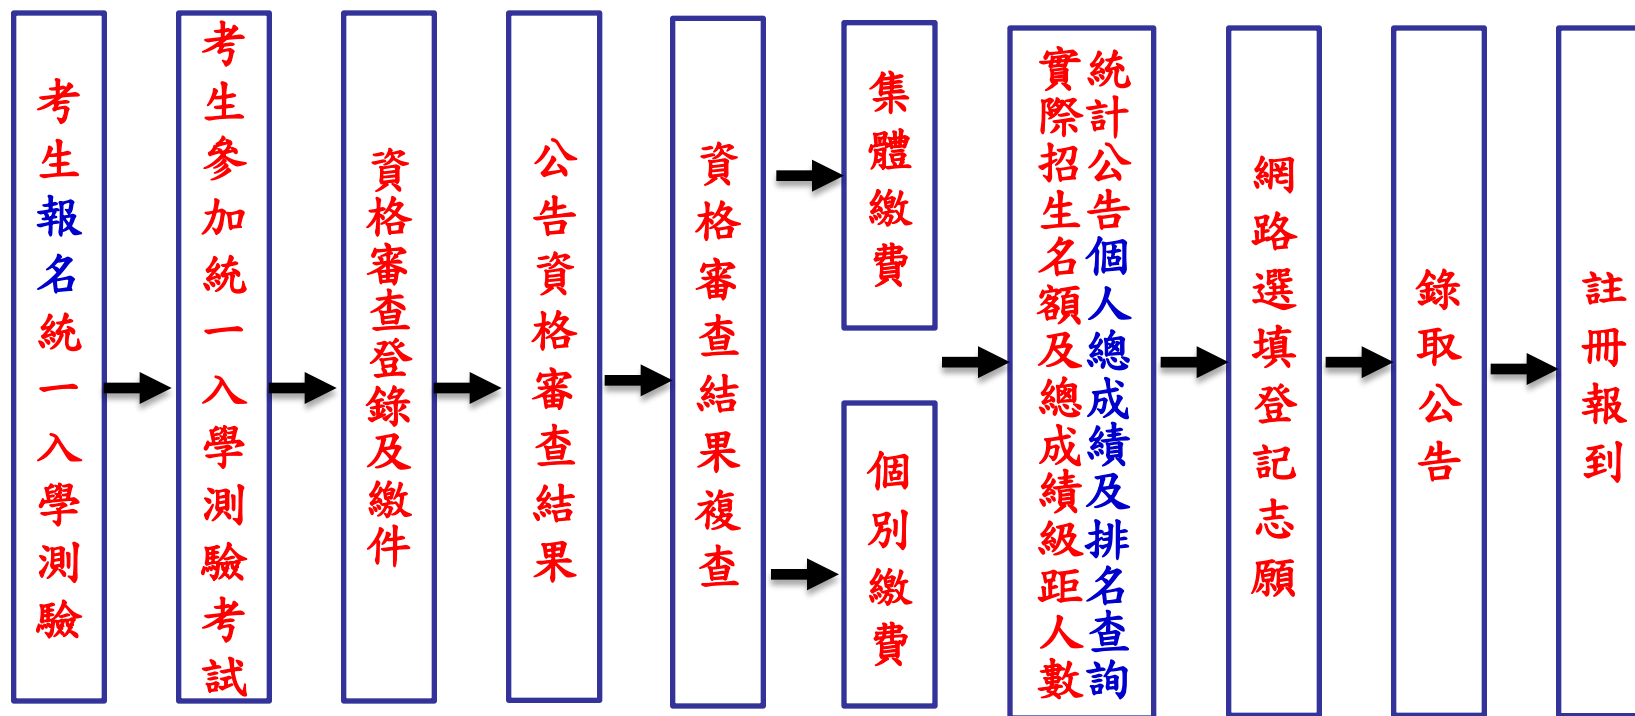 考生報名統一入學測驗
考生參加統一入學測驗考試
資格審查登錄及繳件
公告資格審查結果
資格審查結果複查
集體繳費
個別繳費
統計公告個人總成績及排名查詢
實際招生名額及總成績級距人數
網路選填登記志願
錄取公告
註冊報到